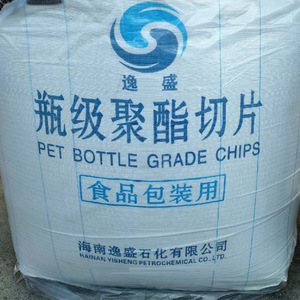 逸盛
瓶级聚酯切片
PET BOTTLE GRADE CHIPS
食品包装用
海南逸盛石化有限公司
HAINAN YISHENG PETROCHEMICAL CO.,LTD.